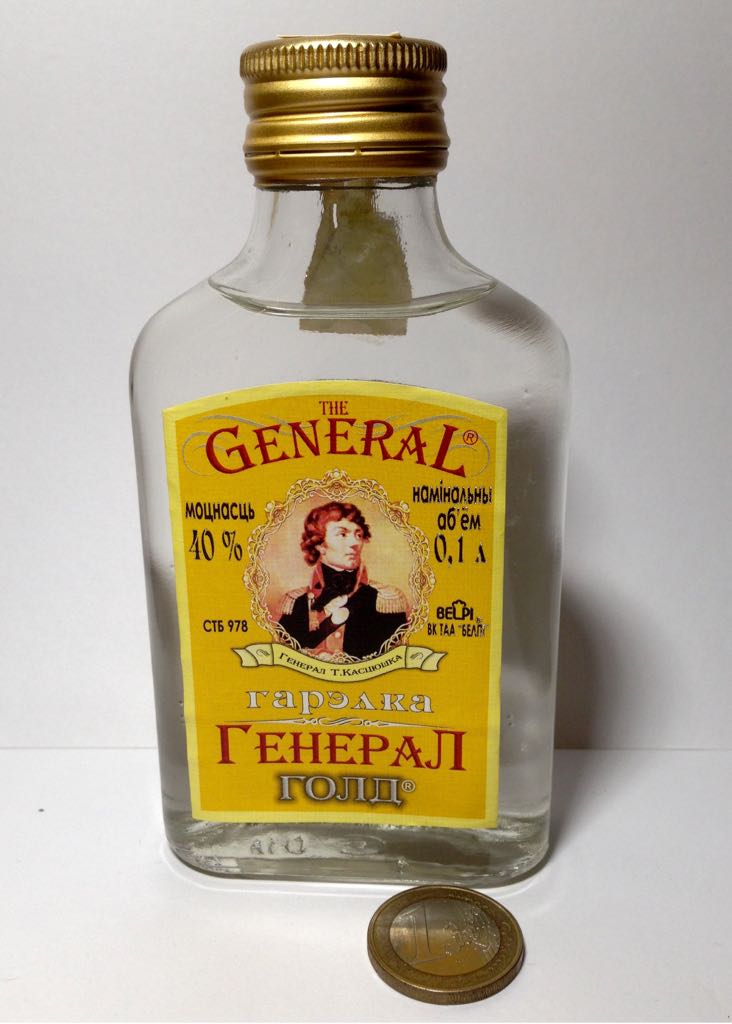 THE
GENERAL®
моцнасць
40 %
намінальны
аб'ём
0,1 л
СТБ 978
BELPI
ВК ТАА "БЕЛПІ"
ГЕНЕРАЛ Т.КАСЦЮШКА
гарэлка
ГЕНЕРАЛ
ГОЛД®
1